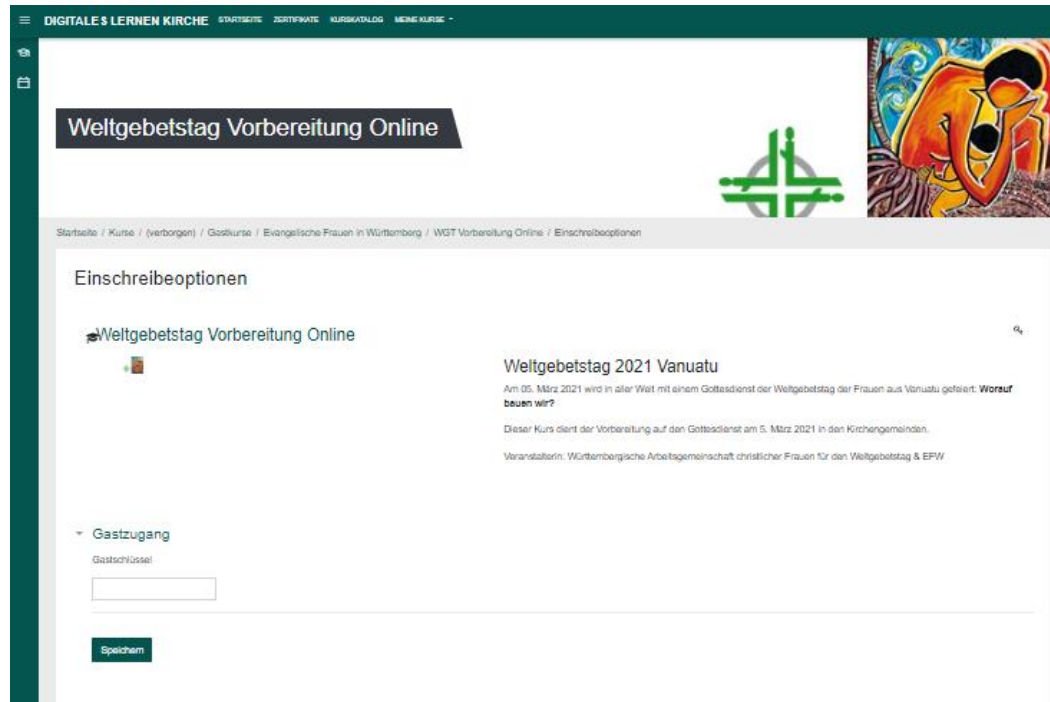 DIGITALES LERNEN KIRCHE STARTSEITE ZERTIFIKATE KURSKATALOG MEINE KURSE
Weltgebetstag Vorbereitung Online
Startseite / Kurse / (verborgen) / Gastkurse / Evangelische Frauen in Württemberg / WGT Vorbereitung Online / Einschreibeoptionen
Einschreibeoptionen
Weltgebetstag Vorbereitung Online
Weltgebetstag 2021 Vanuatu
Am 05. März 2021 wird in aller Welt mit einem Gottesdienst der Weltgebetstag der Frauen aus Vanuatu gefeiert: Worauf
bauen wir?
Dieser Kurs dient der Vorbereitung auf den Gottesdienst am 5. März 2021 in den Kirchengemeinden.
Veranstalterin: Württembergische Arbeitsgemeinschaft christlicher Frauen für den Weltgebetstag & EFW
Gastzugang
Gastschlüssel
Speichern